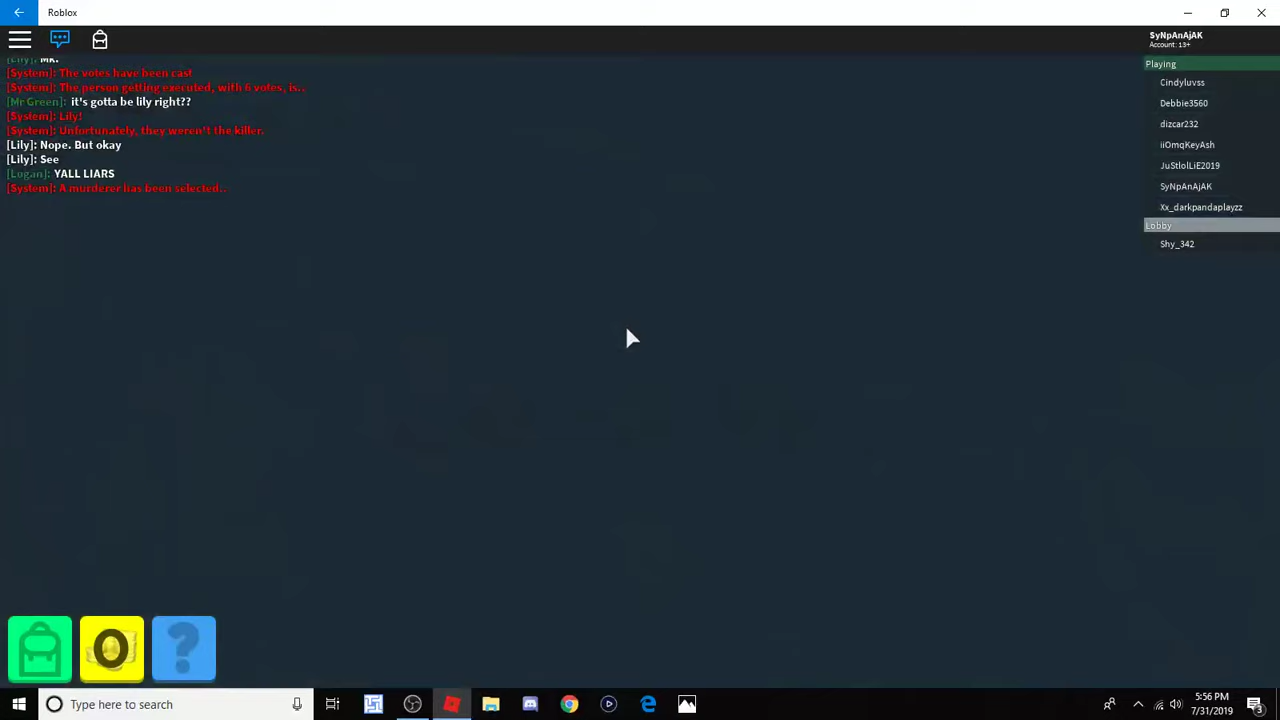 Roblox
SyNpAnAjAK
Account: 13+
[Lily]: MR.
[System]: The votes have been cast
[System]: The person getting executed, with 6 votes, is..
[Mr Green]: it's gotta be lily right??
[System]: Lily!
[System]: Unfortunately, they weren't the killer.
[Lily]: Nope. But okay
[Lily]: See
[Logan]: YALL LIARS
[System]: A murderer has been selected..
Playing
Cindyluvss
Debbie3560
dizcar232
iiOmqKeyAsh
JuStlolLiE2019
SyNpAnAjAK
Xx_darkpandaplayzz
Lobby
Shy_342
0
?
Type here to search
5:56 PM
7/31/2019
3